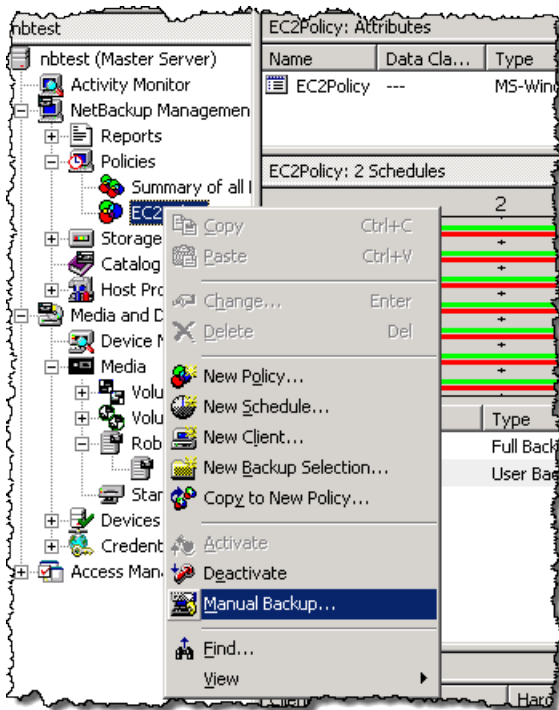 nbtest
EC2Policy: Attributes
nbtest (Master Server)
Name Data Cla... Type
Activity Monitor
EC2Policy --- MS-Wind
NetBackup Managemen
Reports
Policies
EC2Policy: 2 Schedules
Summary of all
2
EC2
Copy Ctrl+C
Storage
Paste Ctrl+V
Catalog
Host Pro
Change... Enter
Media and D
Delete Del
Device M
Media
New Policy...
Volu
New Schedule...
Type
Volu
New Client...
Full Back
Rob
New Backup Selection...
User Bac
Copy to New Policy...
Stan
Devices
Activate
Credent
Deactivate
Access Man
Manual Backup...
Find...
View
Client
Hard